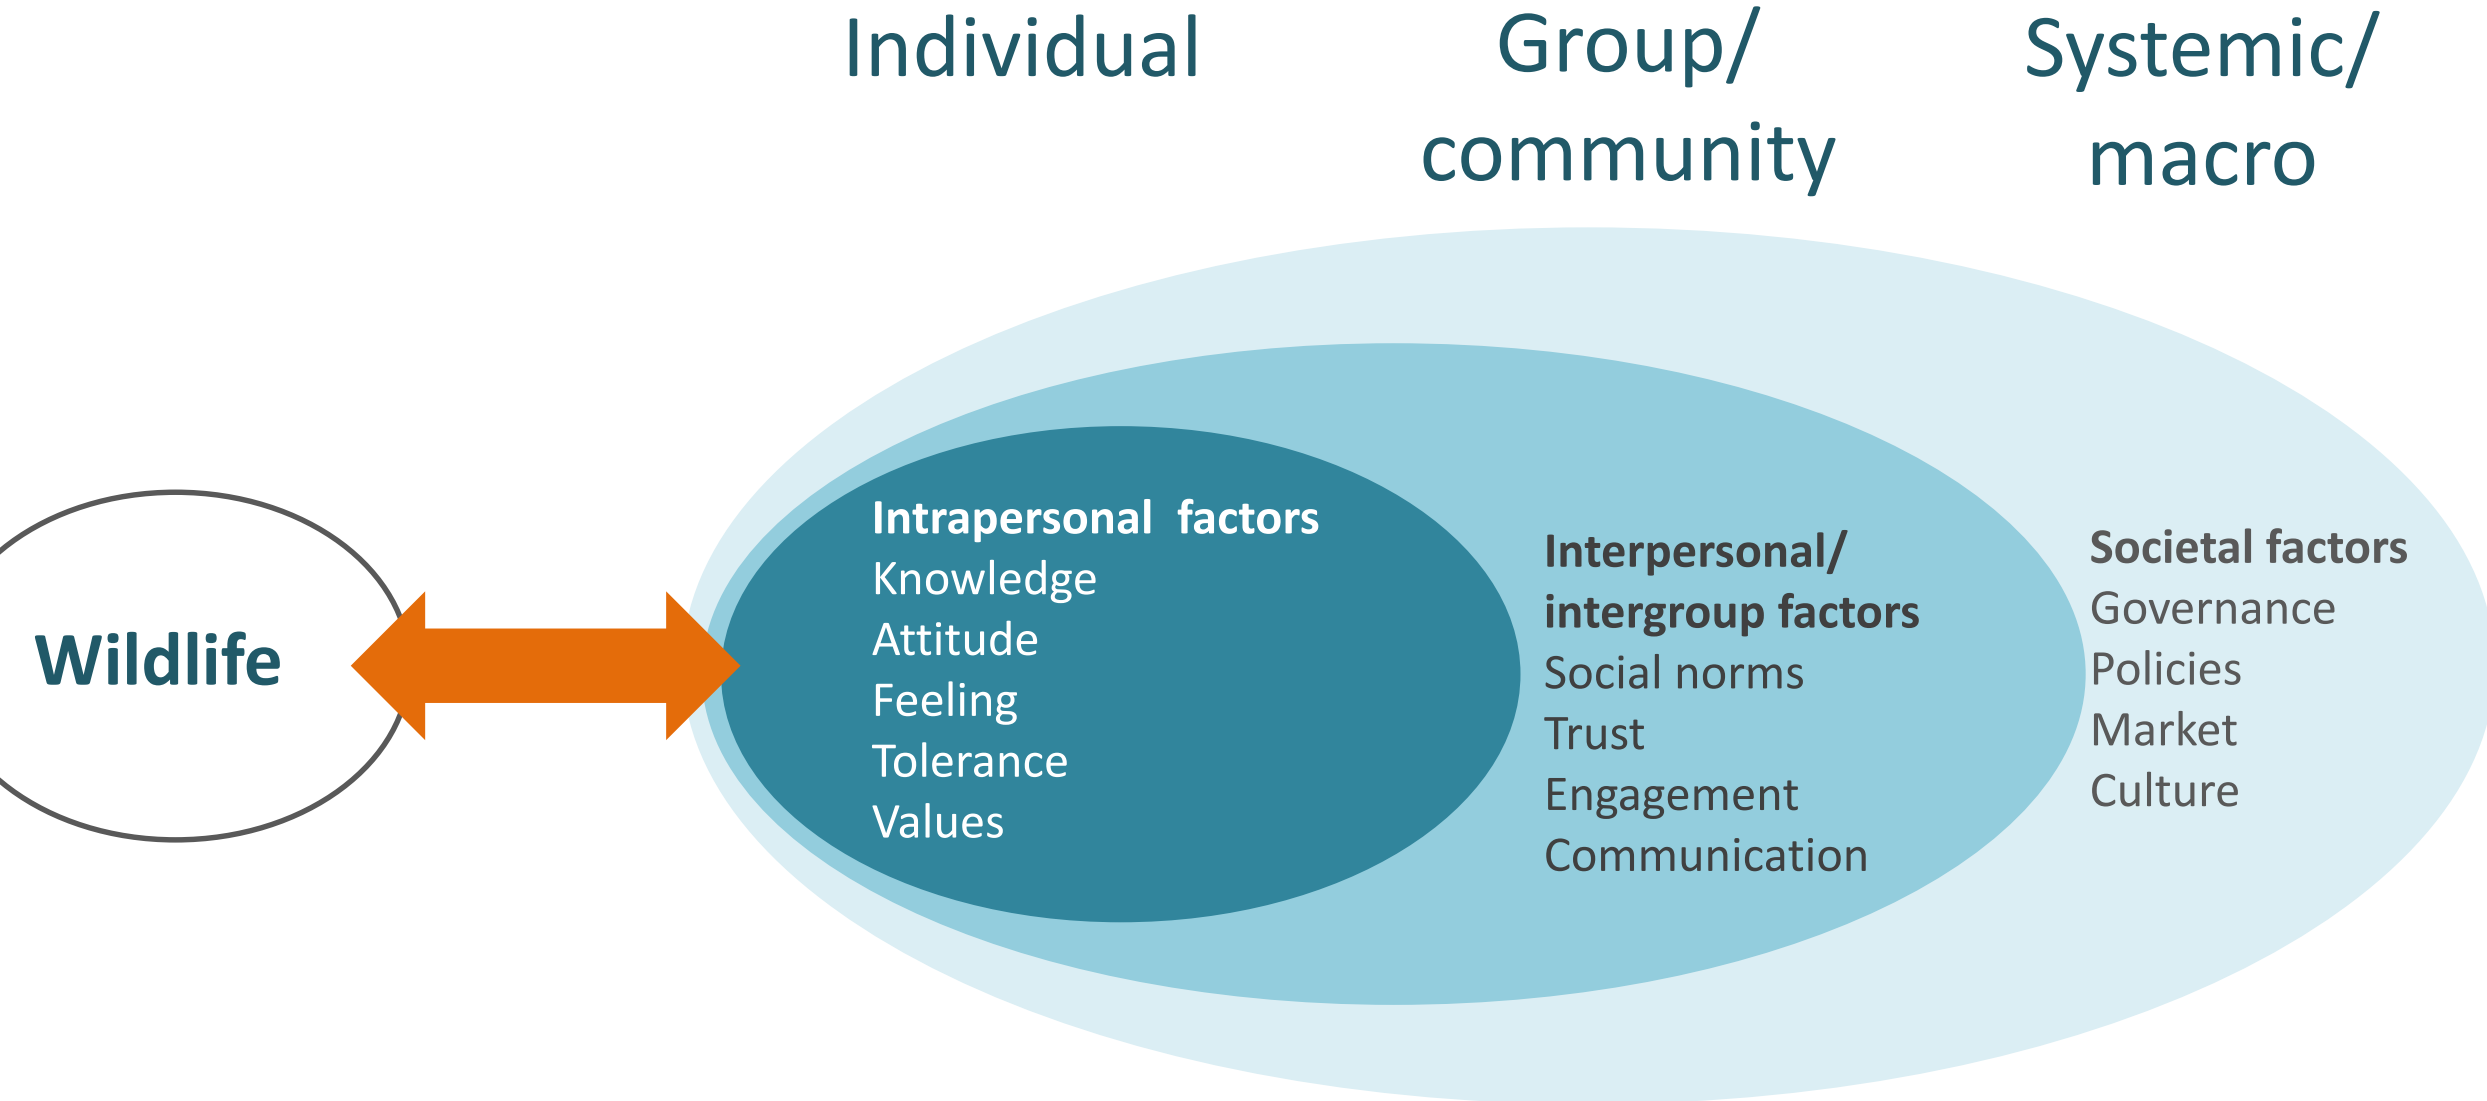 Individual
Group/
community
Systemic/
macro
Wildlife
Intrapersonal factors
Knowledge
Attitude
Feeling
Tolerance
Values
Interpersonal/
intergroup factors
Social norms
Trust
Engagement
Communication
Societal factors
Governance
Policies
Market
Culture